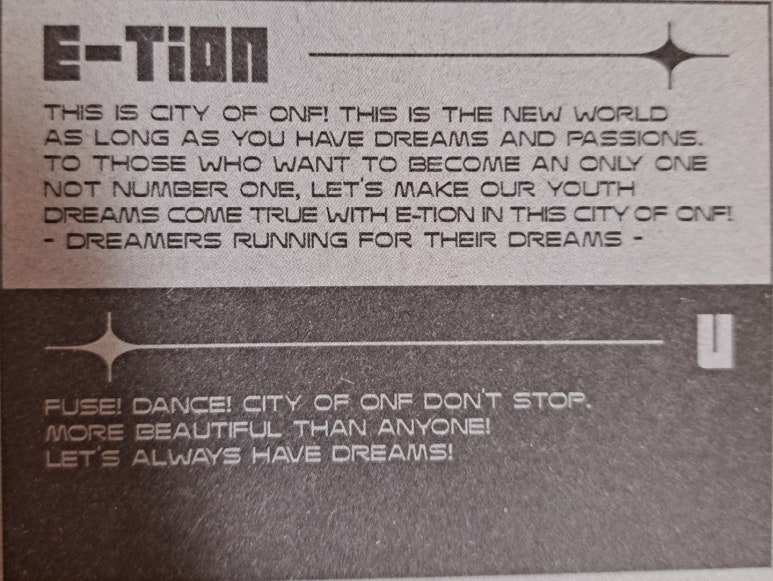 E-TiON
THIS IS CITY OF ONF! THIS IS THE NEW WORLD
AS LONG AS YOU HAVE DREAMS AND PASSIONS.
TO THOSE WHO WANT TO BECOME AN ONLY ONE
NOT NUMBER ONE, LET'S MAKE OUR YOUTH
DREAMS COME TRUE WITH E-TION IN THIS CITY OF ONF!
- DREAMERS RUNNING FOR THEIR DREAMS -
U
FUSE! DANCE! CITY OF ONF DON'T STOP.
MORE BEAUTIFUL THAN ANYONE!
LET'S ALWAYS HAVE DREAMS!